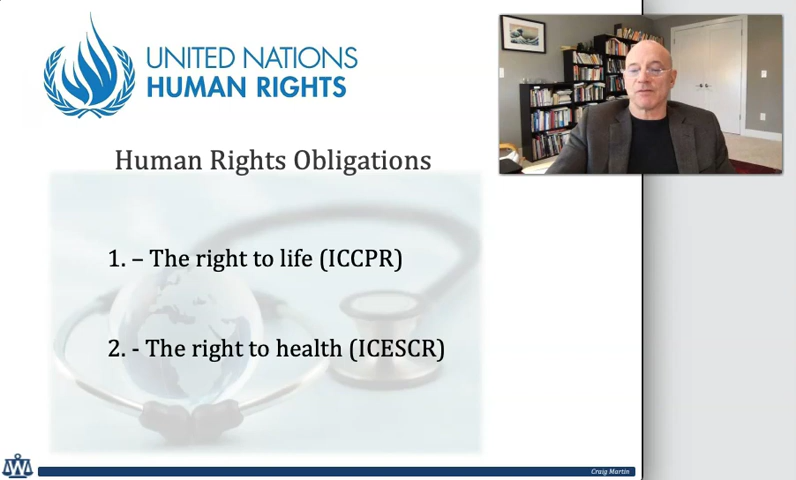 UNITED NATIONS
HUMAN RIGHTS
Human Rights Obligations
1. – The right to life (ICCPR)
2. - The right to health (ICESCR)
W
Craig Martin